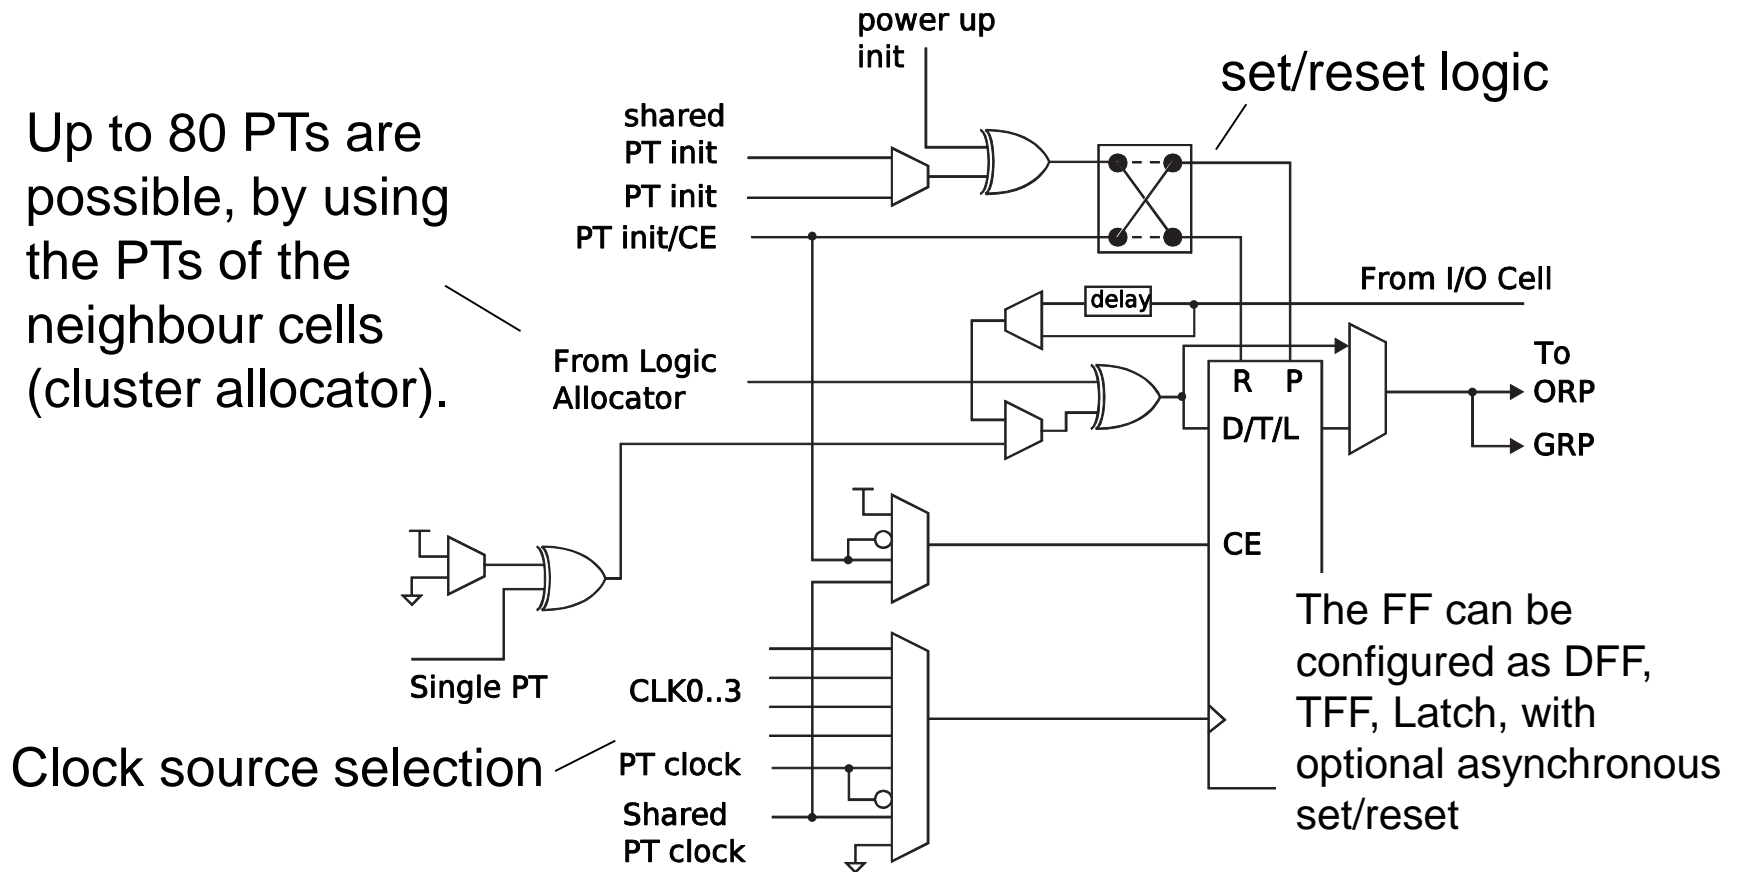 power up
init
set/reset logic
Up to 80 PTs are
possible, by using
the PTs of the
neighbour cells
(cluster allocator).
shared
PT init
PT init
PT init/CE
delay
From I/O Cell
From Logic
Allocator
R P
D/T/L
CE
To
ORP
GRP
Single PT
CLK0..3
PT clock
Shared
PT clock
Clock source selection
The FF can be
configured as DFF,
TFF, Latch, with
optional asynchronous
set/reset